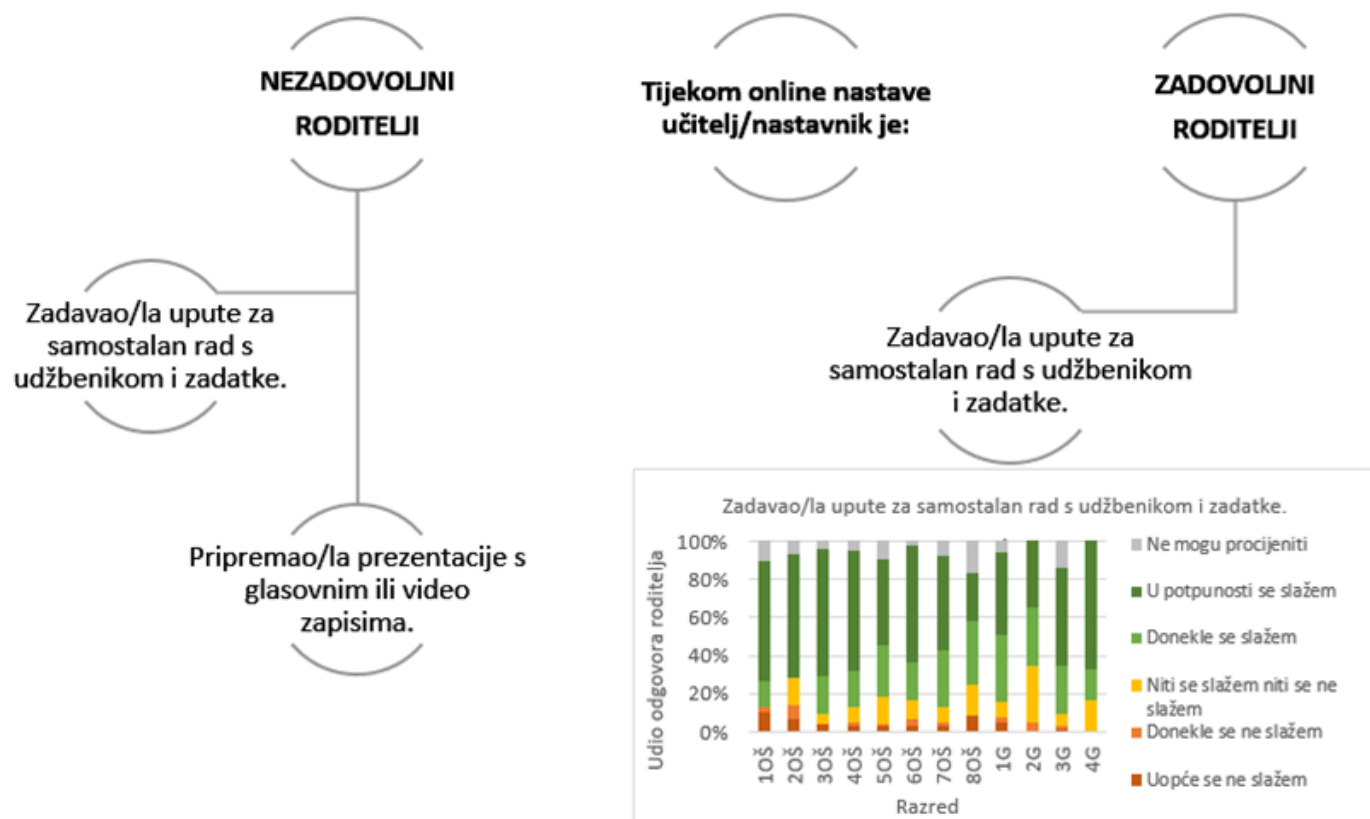 NEZADOVOLJNI
RODITELJI
Tijekom online nastave
učitelj/nastavnik je:
ZADOVOLJNI
RODITELJI
Zadavao/la upute za
samostalan rad s
udžbenikom i zadatke.
Zadavao/la upute za
samostalan rad s udžbenikom
i zadatke.
Pripremao/la prezentacije s
glasovnim ili video
zapisima.
Zadavao/la upute za samostalan rad s udžbenikom i zadatke.
Udio odgovora roditelja
100%
80%
60%
40%
20%
0%
1OŠ
2OŠ
3OŠ
4OŠ
5OŠ
6OŠ
7OŠ
8OŠ
1G
2G
3G
4G
Razred
Ne mogu procijeniti
U potpunosti se slažem
Donekle se slažem
Niti se slažem niti se ne
slažem
Donekle se ne slažem
Uopće se ne slažem